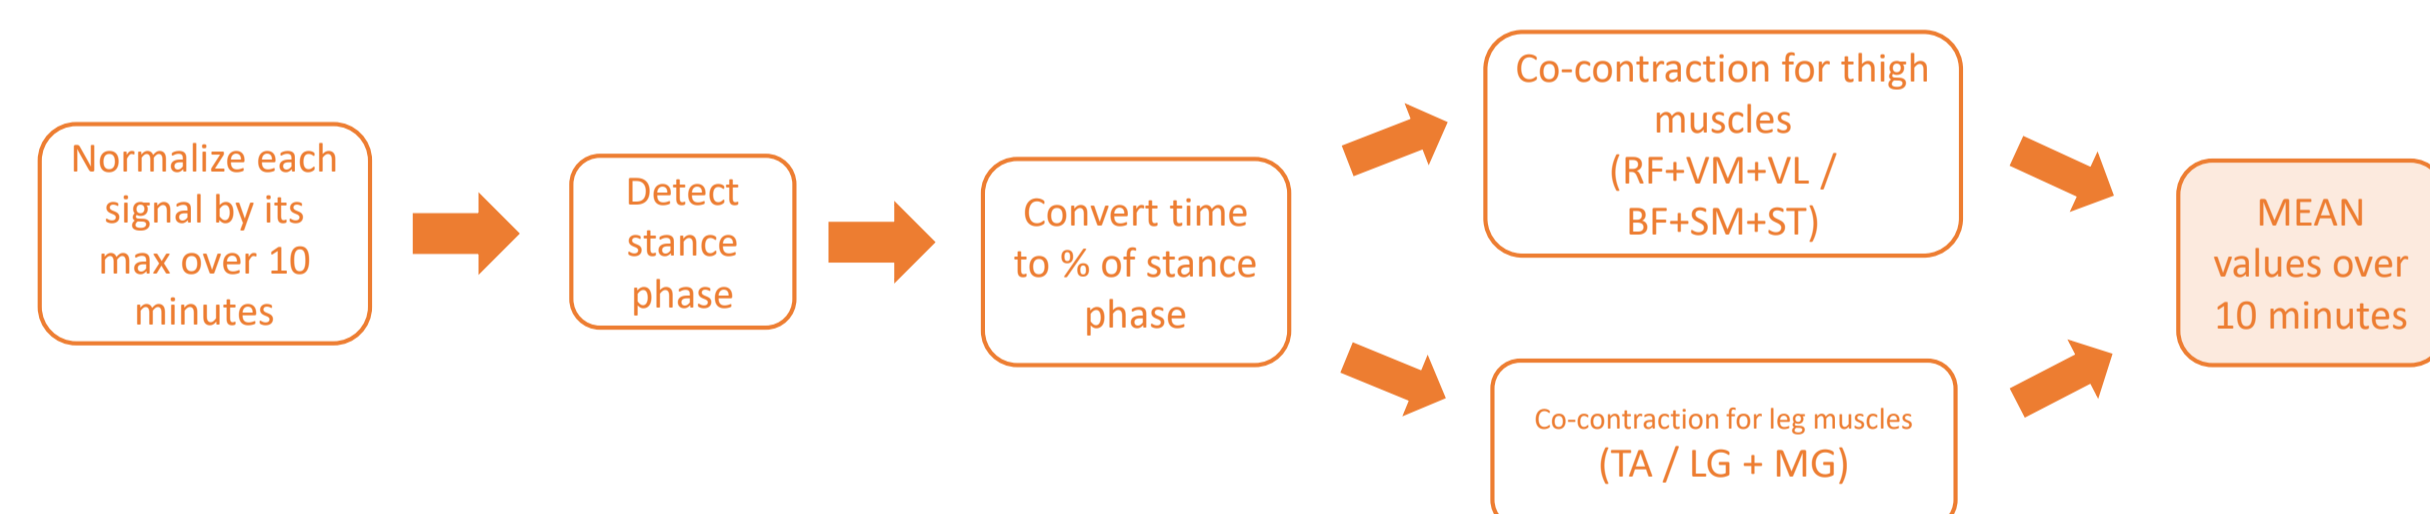 Normalize each
signal by its
max over 10
minutes
Detect
stance
phase
Convert time
to % of stance
phase
Co-contraction for thigh
muscles
(RF+VM+VL /
BF+SM+ST)
Co-contraction for leg muscles
(TA / LG + MG)
MEAN
values over
10 minutes